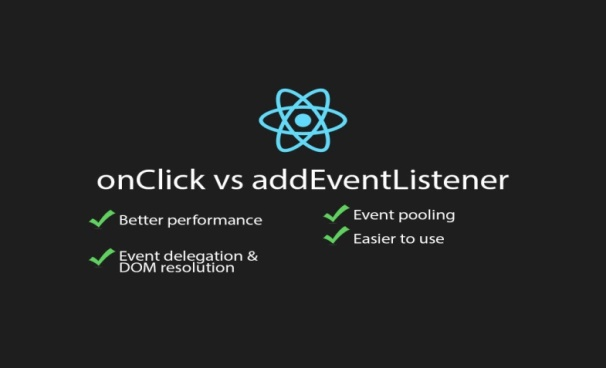 onClick vs addEventListener
Better performance
Event delegation &
DOM resolution
Event pooling
Easier to use